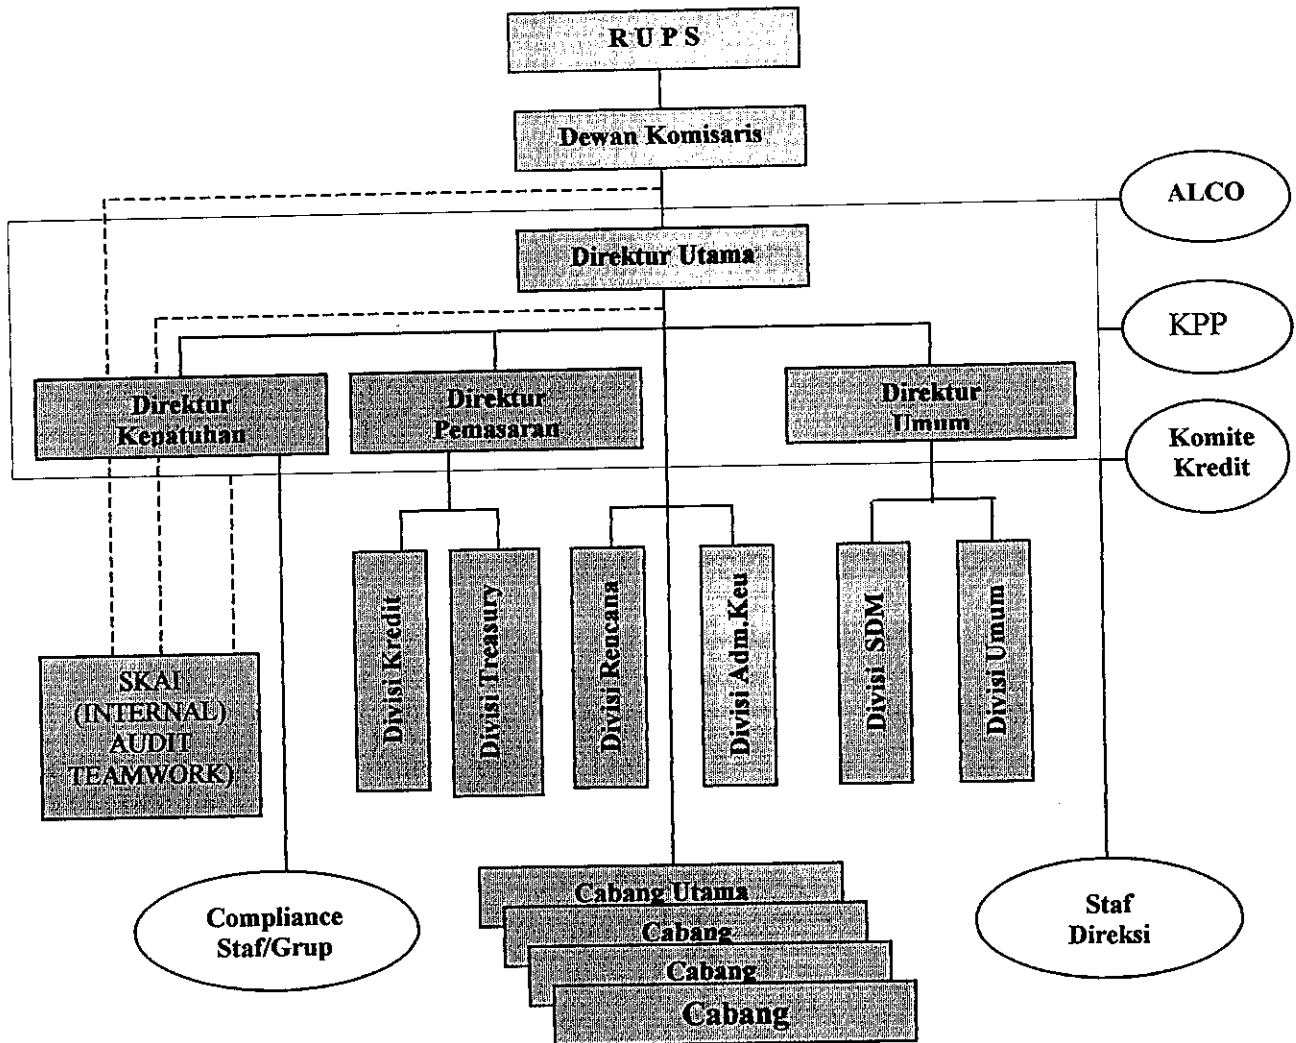 R U P S
Dewan Komisaris
ALCO
Direktur Utama
KPP
Direktur
Kepatuhan
Direktur
Pemasaran
Direktur
Umum
Komite
Kredit
Divisi Kredit
Divisi Treasury
Divisi Rencana
Divisi Adm.Keu
Divisi SDM
Divisi Umum
SKAI
(INTERNAL)
AUDIT
TEAMWORK)
Compliance
Staf/Grup
Cabang Utama
Cabang
Cabang
Cabang
Staf
Direksi